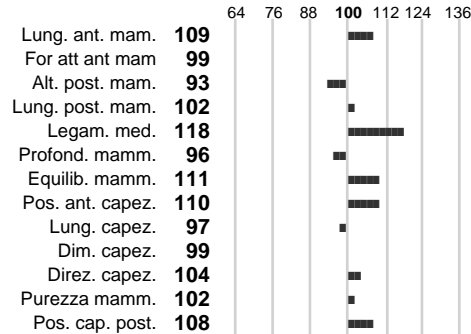 64 76 88 100 112 124 136
Lung. ant. mam. 109
For att ant mam 99
Alt. post. mam. 93
Lung. post. mam. 102
Legam. med. 118
Profond. mamm. 96
Equilib. mamm. 111
Pos. ant. capez. 110
Lung. capez. 97
Dim. capez. 99
Direz. capez. 104
Purezza mamm. 102
Pos. cap. post. 108